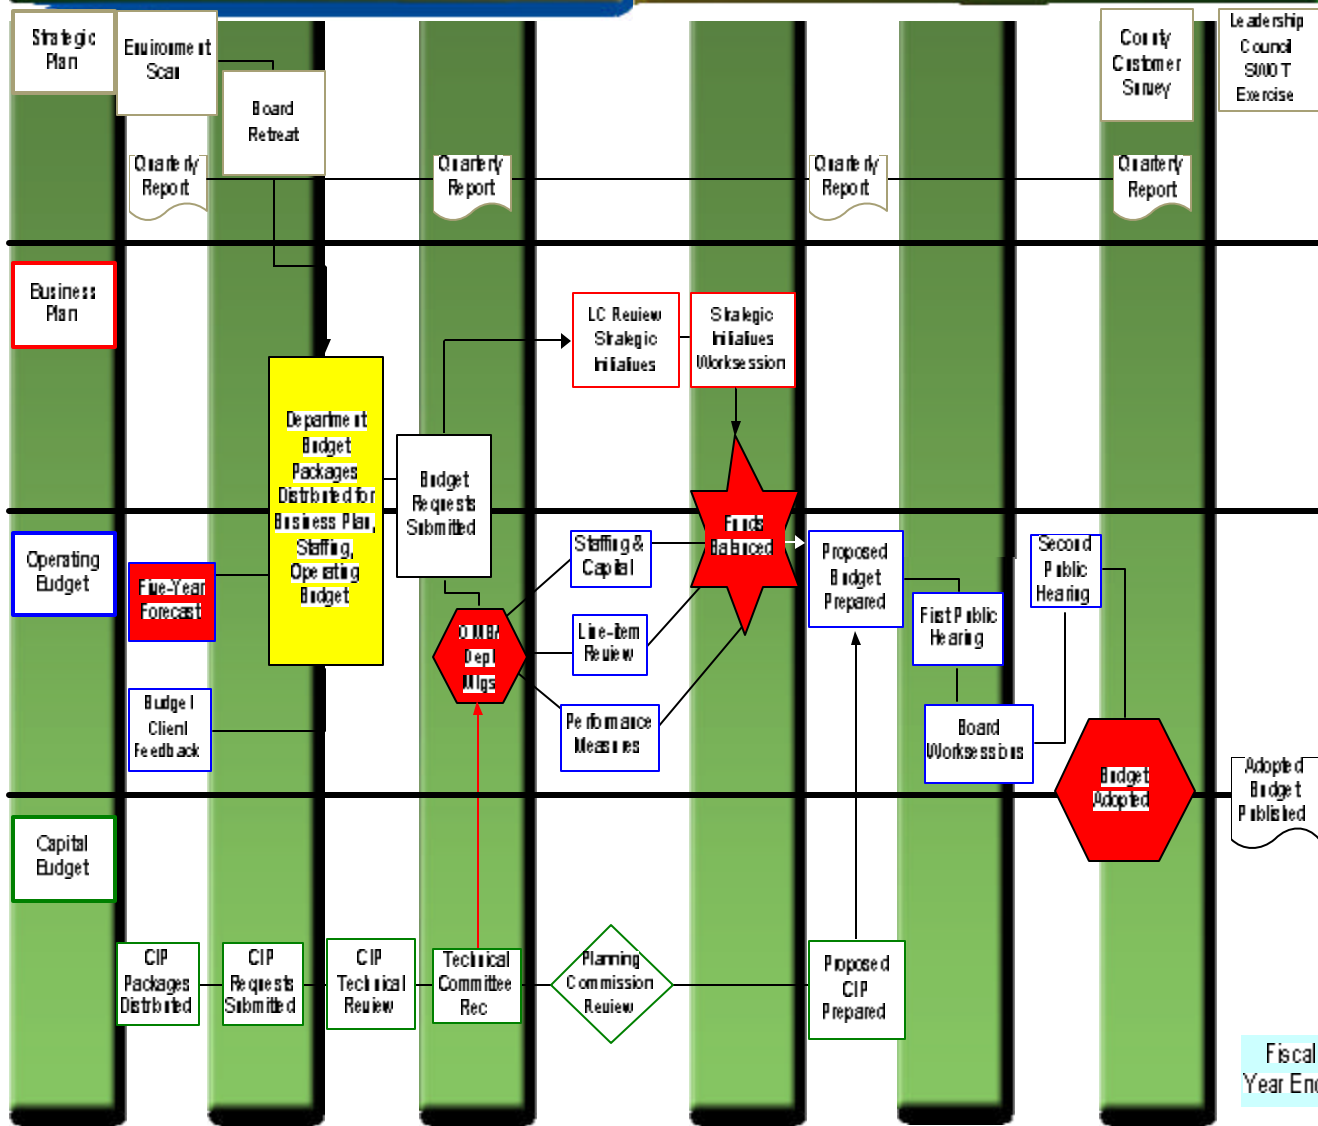 Strategic
Plan
Environment
Scan
Board
Retreat
County
Customer
Survey
Leadership
Council
SWOT
Exercise
Quarterly
Report
Quarterly
Report
Quarterly
Report
Quarterly
Report
Business
Plan
LC Review
Strategic
Initiatives
Strategic
Initiatives
Worksession
Department
Budget
Packages
Distributed for
Business Plan,
Staffing,
Operating
Budget
Budget
Requests
Submitted
Funds
Balanced
Operating
Budget
Five-Year
Forecast
Budget
Client
Feedback
Dept
Mtgs
Staffing &
Capital
Line-item
Review
Performance
Measures
Proposed
Budget
Prepared
First Public
Hearing
Board
Worksessions
Second
Public
Hearing
Budget
Adopted
Adopted
Budget
Published
Capital
Budget
CIP
Packages
Distributed
CIP
Requests
Submitted
CIP
Technical
Review
Technical
Committee
Rec
Planning
Commission
Review
Proposed
CIP
Prepared
Fiscal
Year End